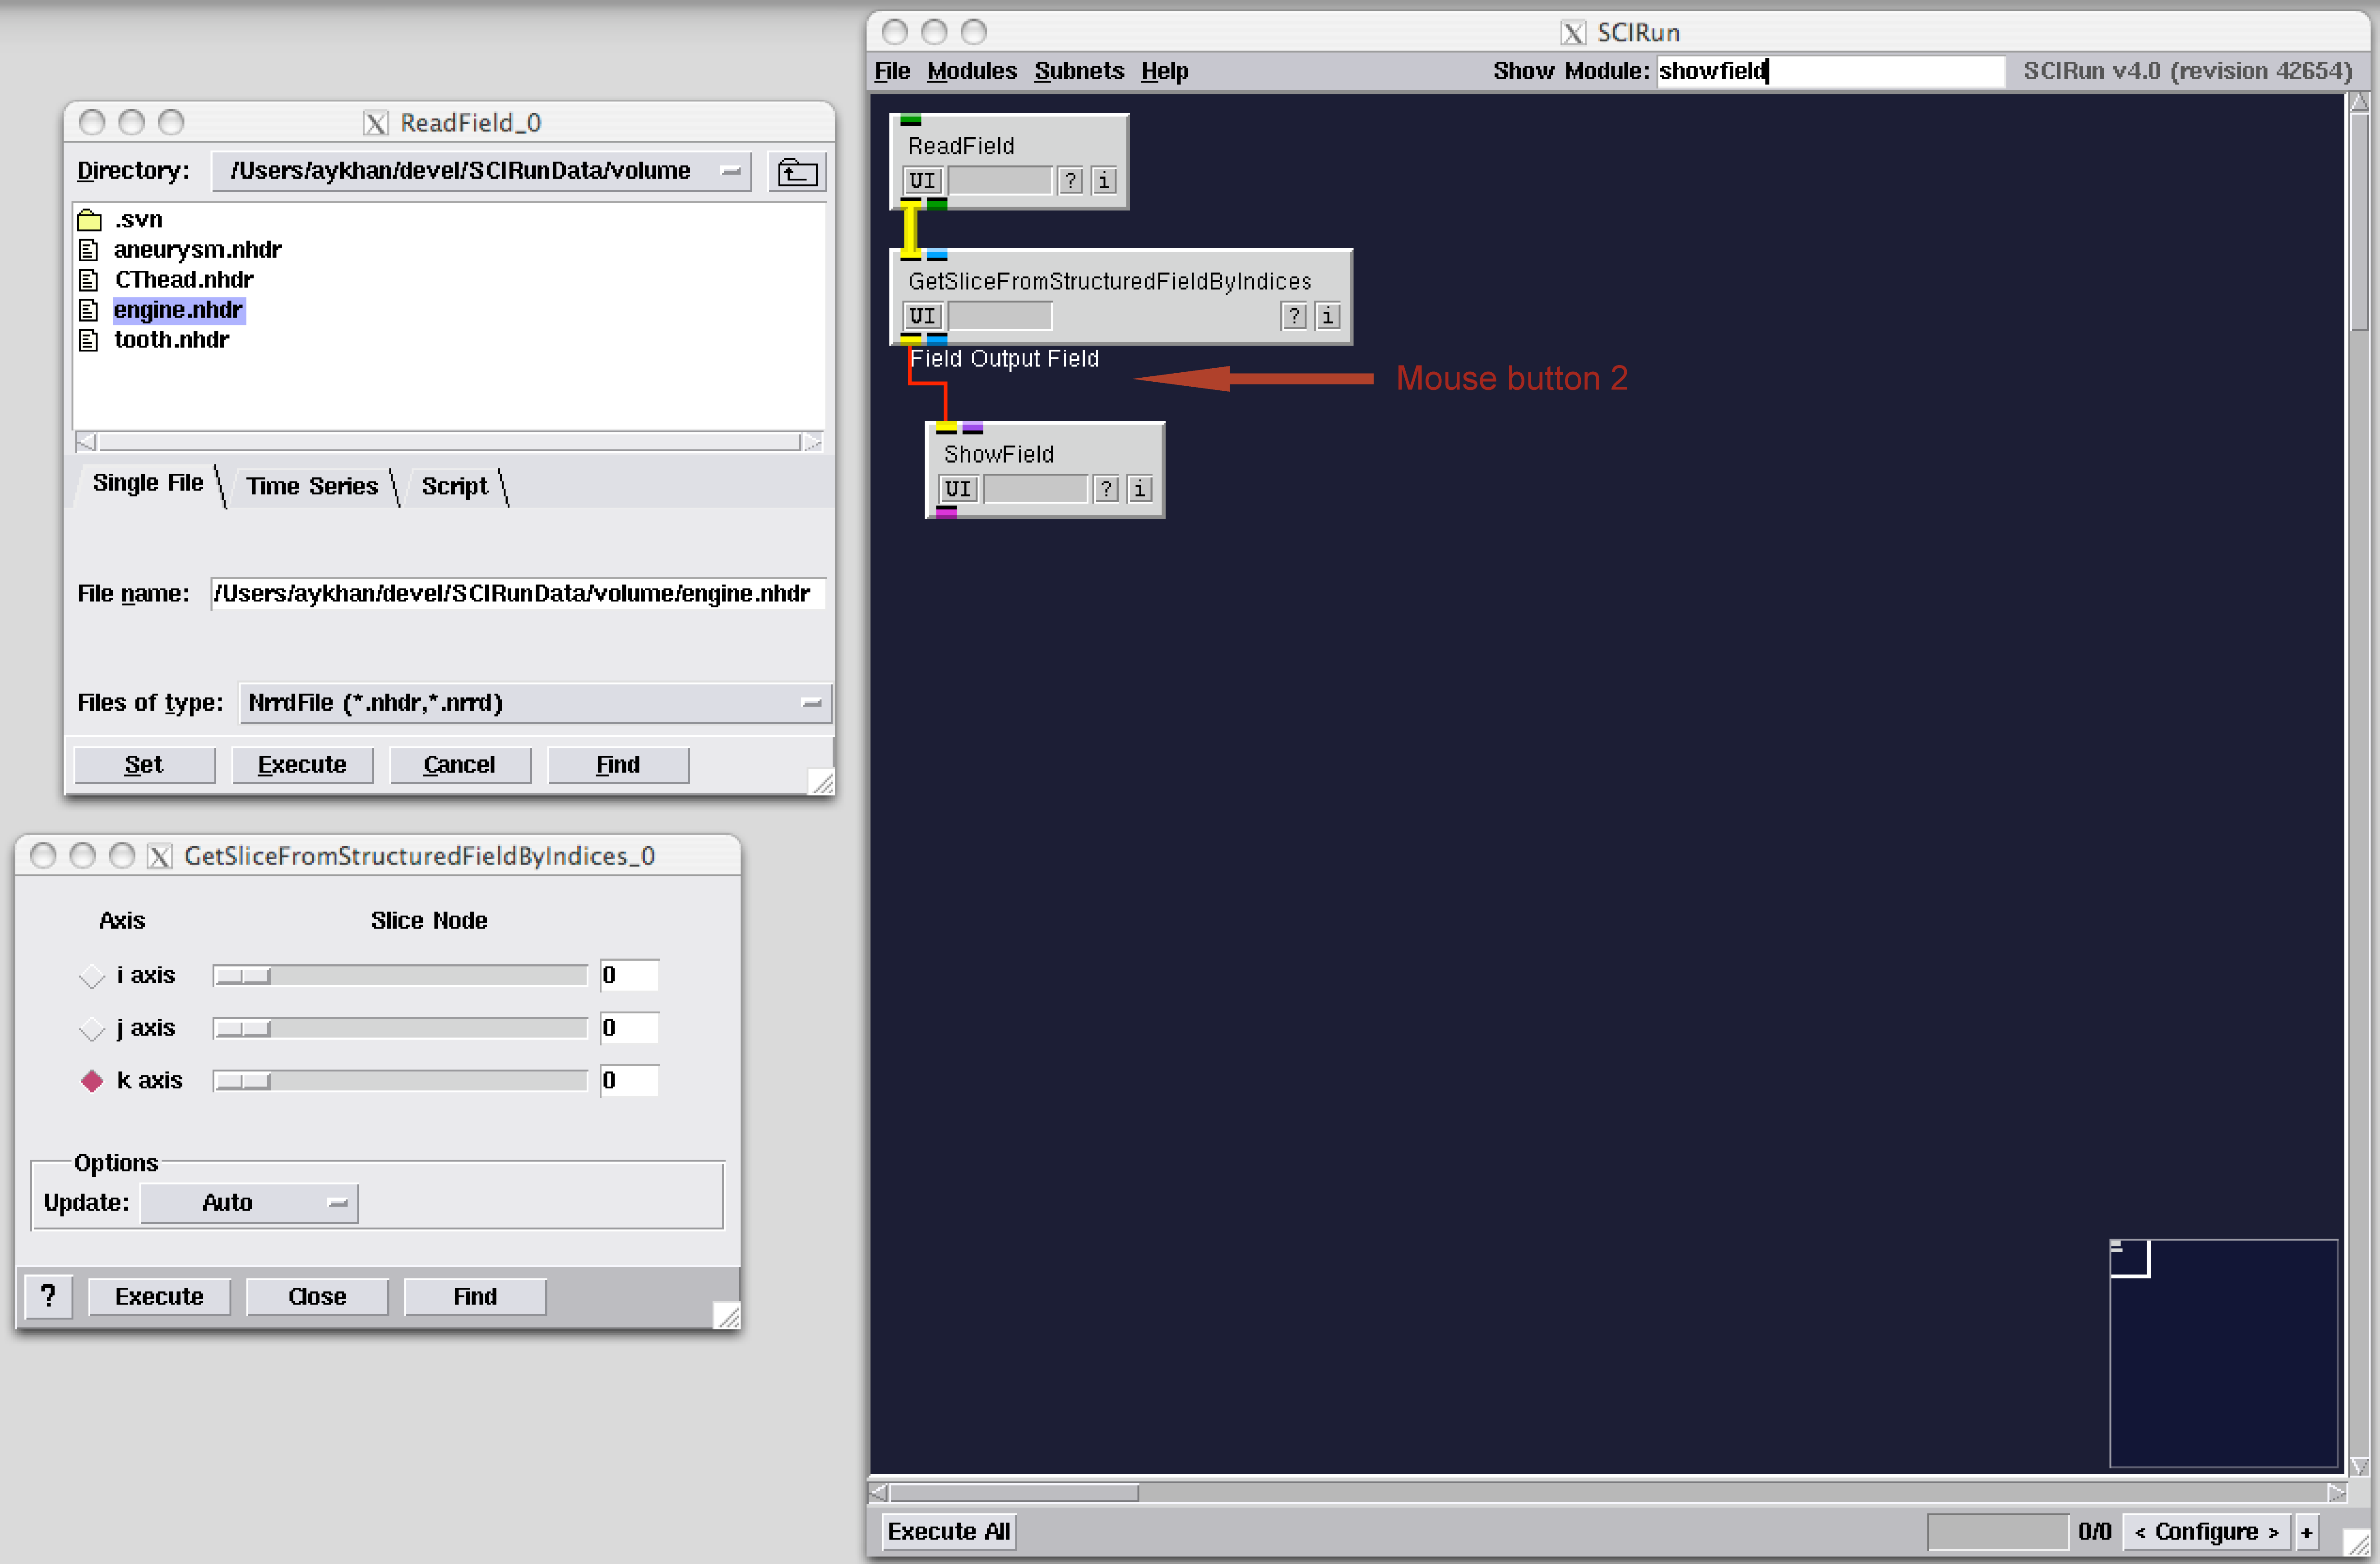 SCIRun
File Modules Subnets Help Show Module: showfield SCIRun v4.0 (revision 42654)
ReadField_0
Directory: /Users/aykhan/devel/SCIRunData/volume
.svn
aneurysm.nhdr
CThead.nhdr
engine.nhdr
tooth.nhdr
Single File Time Series Script
File name: /Users/aykhan/devel/SCIRunData/volume/engine.nhdr
Files of type: NrrdFile (*.nhdr,*.nrrd)
Set Execute Cancel Find
GetSliceFromStructuredFieldByIndices_0
Axis Slice Node
i axis 0
j axis 0
k axis 0
Options
Update: Auto
? Execute Close Find
ReadField
UI ? i
GetSliceFromStructuredFieldByIndices
UI ? i
Field Output Field
Mouse button 2
ShowField
UI ? i
Execute All 0/0 < Configure > +